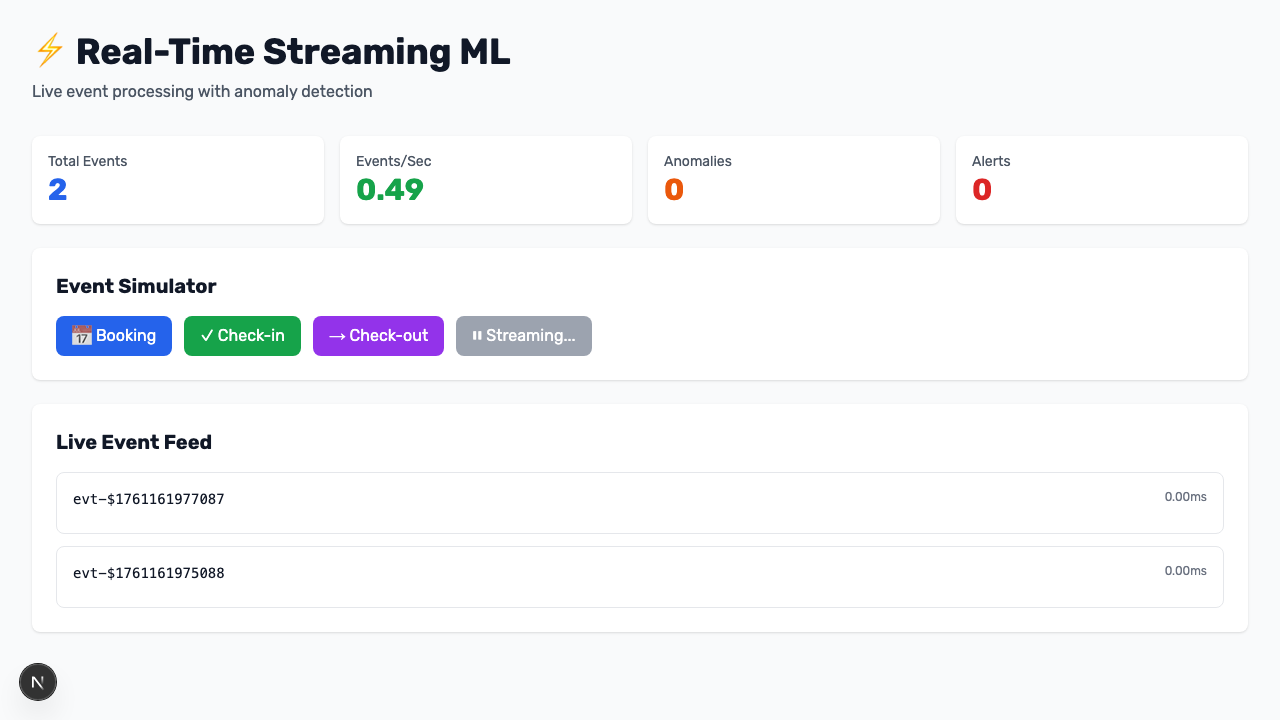 ⚡ Real-Time Streaming ML
Live event processing with anomaly detection
Total Events
2
Events/Sec
0.49
Anomalies
0
Alerts
0
Event Simulator
📅 Booking
✓ Check-in
→ Check-out
⏸ Streaming...
Live Event Feed
evt-$1761161977087
0.00ms
evt-$1761161975088
0.00ms
N